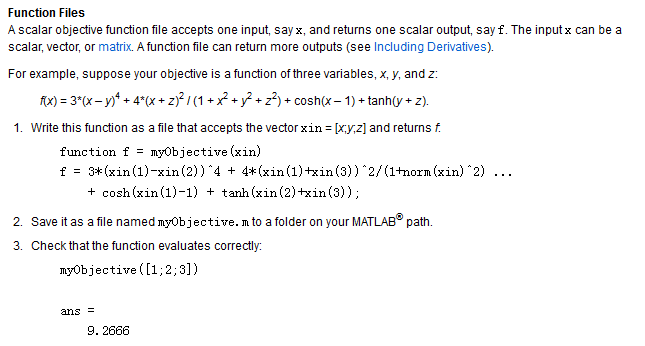 Function Files
A scalar objective function file accepts one input, say x, and returns one scalar output, say f. The input x can be a
scalar, vector, or matrix. A function file can return more outputs (see Including Derivatives).
For example, suppose your objective is a function of three variables, x, y, and z:
f(x) = 3*(x – y)⁴ + 4*(x + z)² / (1 + x² + y² + z²) + cosh(x – 1) + tanh(y + z).
1. Write this function as a file that accepts the vector xin = [x;y;z] and returns f:
function f = myObjective(xin)
f = 3*(xin(1)-xin(2))^4 + 4*(xin(1)+xin(3))^2/(1+norm(xin)^2) ...
+ cosh(xin(1)-1) + tanh(xin(2)+xin(3));
2. Save it as a file named myObjective.m to a folder on your MATLAB® path.
3. Check that the function evaluates correctly:
myObjective([1;2;3])
ans =
9.2666